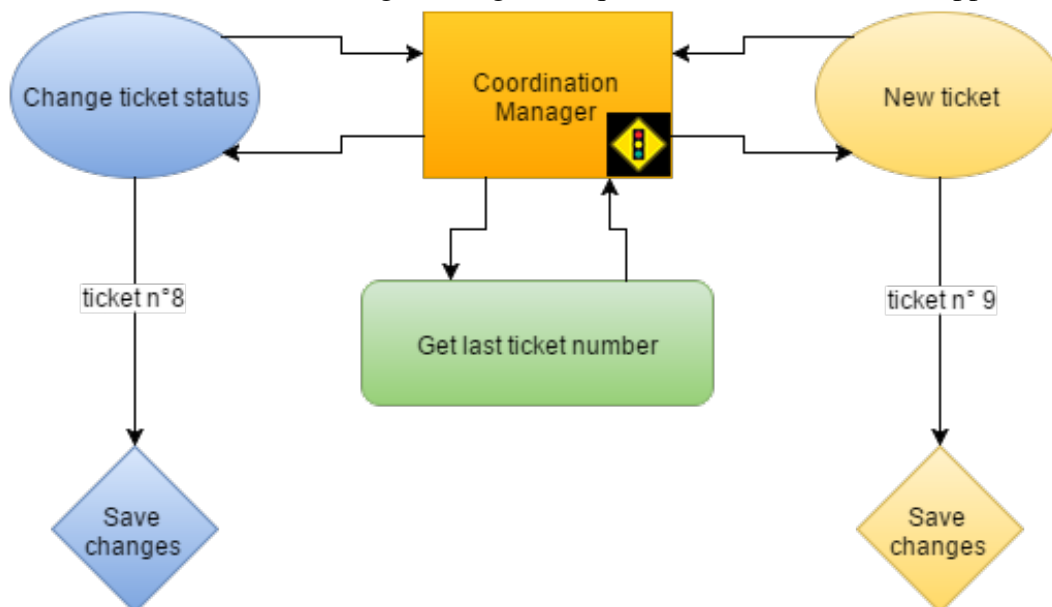 Change ticket status
Coordination
Manager
New ticket
ticket n°8
ticket n° 9
Get last ticket number
Save
changes
Save
changes